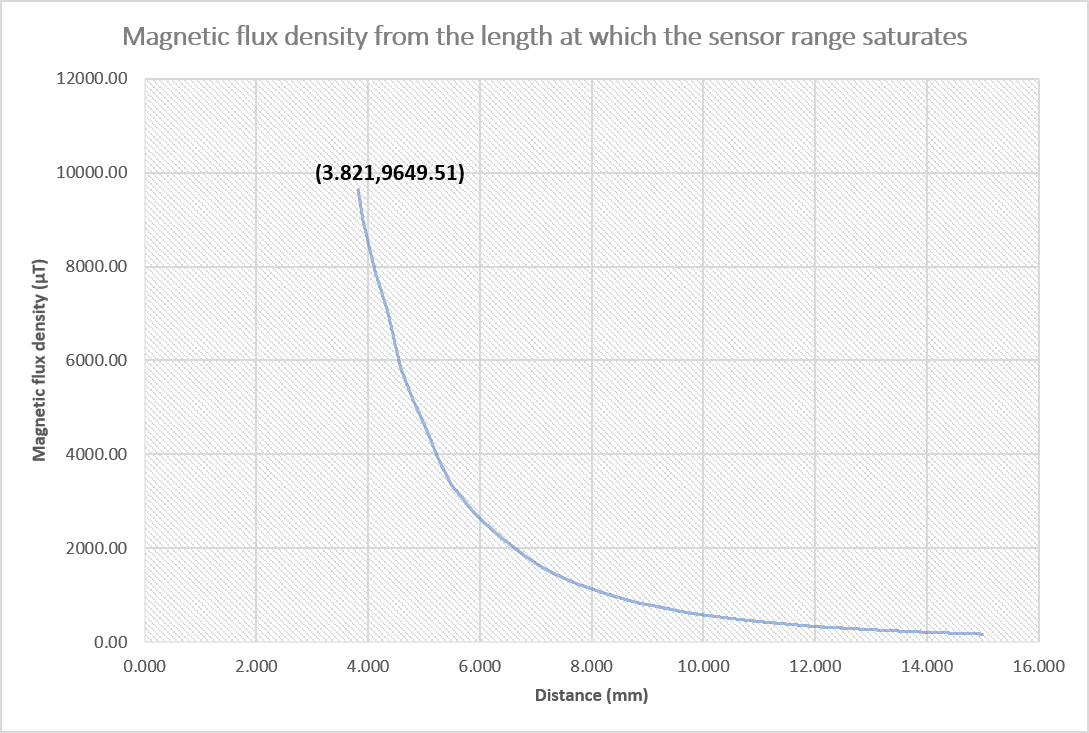 Magnetic flux density from the length at which the sensor range saturates
12000.00
10000.00
8000.00
6000.00
4000.00
2000.00
0.00
Magnetic flux density (µT)
(3.821,9649.51)
0.000 2.000 4.000 6.000 8.000 10.000 12.000 14.000 16.000
Distance (mm)